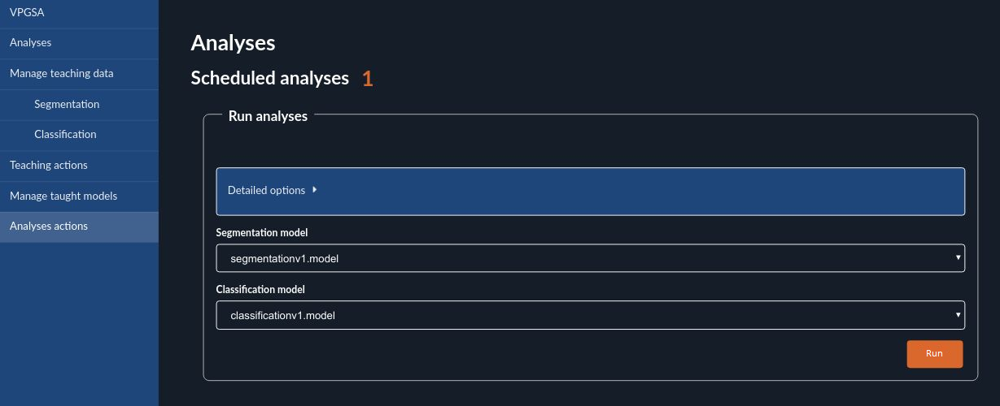 VPGSA
Analyses
Manage teaching data
Segmentation
Classification
Teaching actions
Manage taught models
Analyses actions
Analyses
Scheduled analyses 1
Run analyses
Detailed options
Segmentation model
segmentationv1.model
Classification model
classificationv1.model
Run